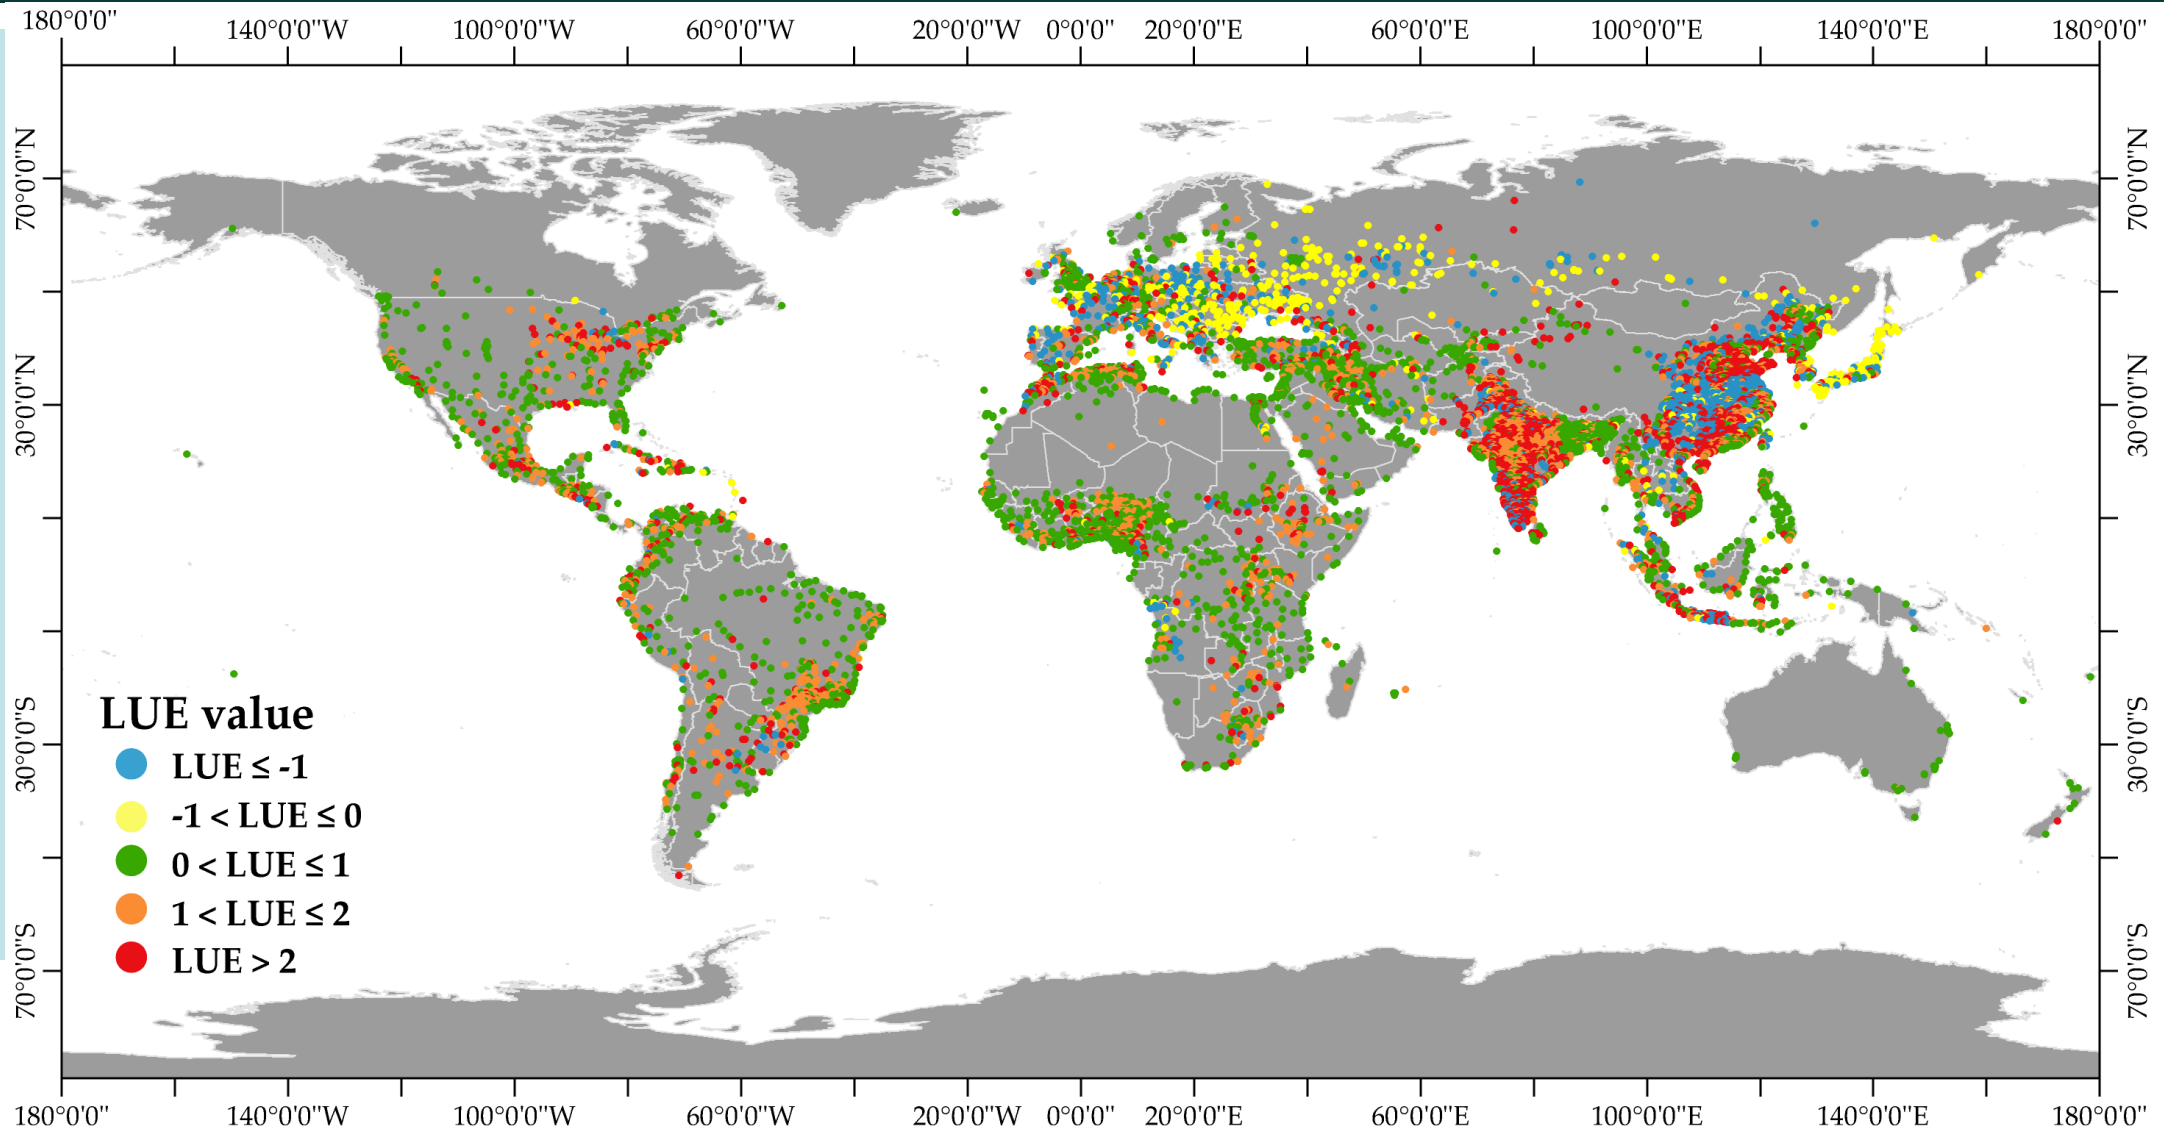 180°0'0" 140°0'0"W 100°0'0"W 60°0'0"W 20°0'0"W 0°0'0" 20°0'0"E 60°0'0"E 100°0'0"E 140°0'0"E 180°0'0"
70°0'0"N 70°0'0"N
30°0'0"N 30°0'0"N
30°0'0"S 30°0'0"S
70°0'0"S 70°0'0"S
LUE value
LUE ≤ -1
-1 < LUE ≤ 0
0 < LUE ≤ 1
1 < LUE ≤ 2
LUE > 2
180°0'0" 140°0'0"W 100°0'0"W 60°0'0"W 20°0'0"W 0°0'0" 20°0'0"E 60°0'0"E 100°0'0"E 140°0'0"E 180°0'0"